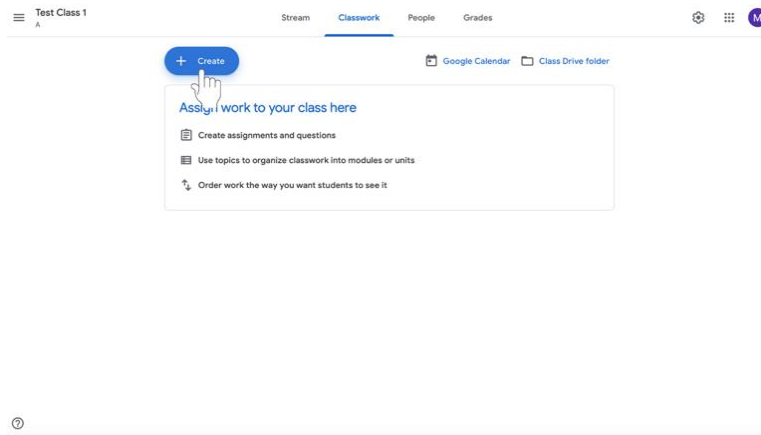 Test Class 1
A
Stream Classwork People Grades
M
Create
Google Calendar Class Drive folder
Assign work to your class here
Create assignments and questions
Use topics to organize classwork into modules or units
Order work the way you want students to see it